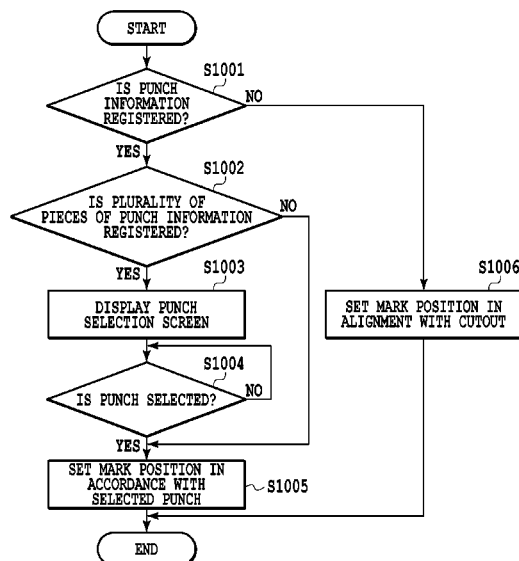 START
S1001
IS PUNCH
INFORMATION
REGISTERED?
NO
YES
S1002
IS PLURALITY OF
PIECES OF PUNCH INFORMATION
REGISTERED?
NO
YES
S1003
DISPLAY PUNCH
SELECTION SCREEN
S1006
SET MARK POSITION IN
ALIGNMENT WITH CUTOUT
S1004
IS PUNCH SELECTED?
NO
YES
SET MARK POSITION IN
ACCORDANCE WITH
SELECTED PUNCH
S1005
END